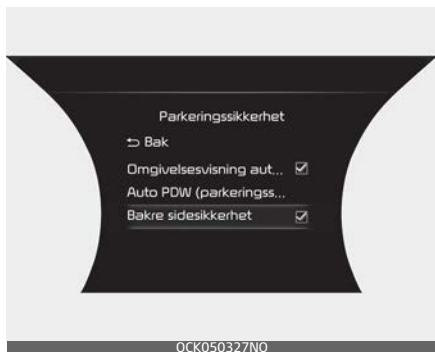 Parkeringssikkerhet
Bak
Omgivelsesvisning aut...
Auto PDW (parkeringss...
Bakre sidesikkerhet
OCK050327NO